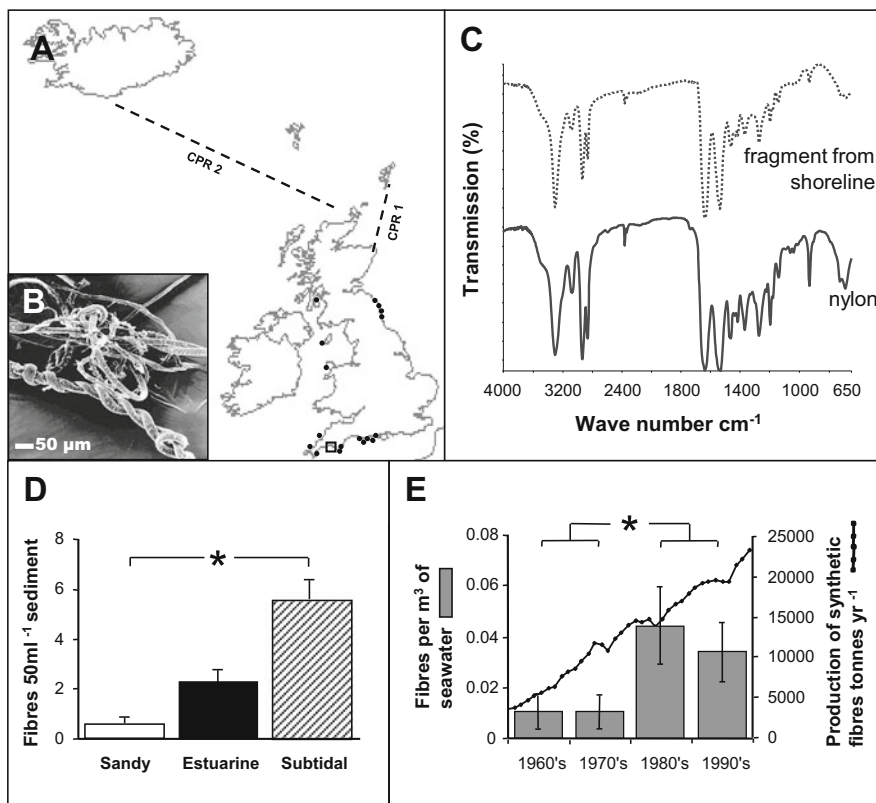 A
CPR 2
CPR 1
B
50 µm
C
Transmission (%)
fragment from
shoreline
nylon
4000 3200 2400 1800 1400 1000 650
Wave number cm⁻¹
D
Fibres 50ml ⁻¹ sediment
8
6
4
2
0
*
Sandy Estuarine Subtidal
E
Fibres per m³ of
seawater
0.08
0.06
0.04
0.02
0
*
25000
20000
15000
10000
5000
0
Production of synthetic
fibres tonnes yr ⁻¹
1960's 1970's 1980's 1990's